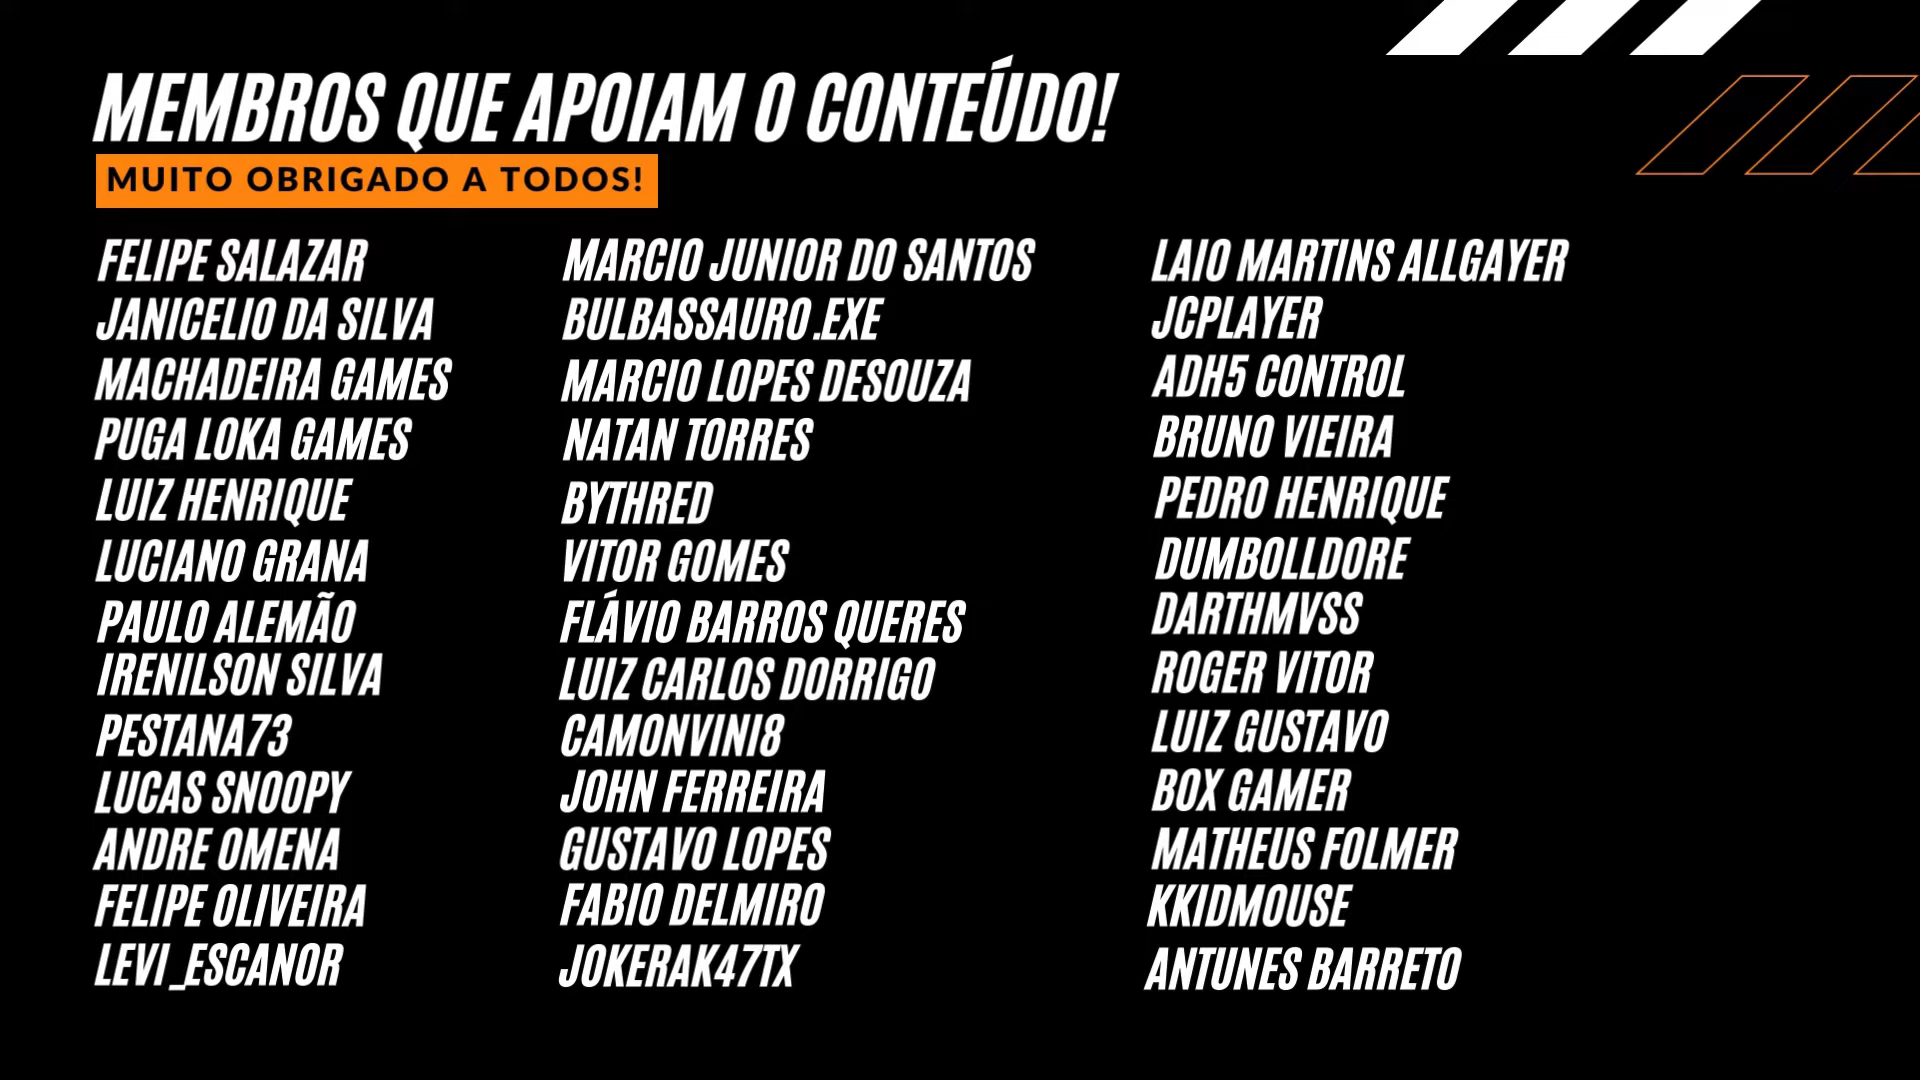 MEMBROS QUE APOIAM O CONTEÚDO!
MUITO OBRIGADO A TODOS!
FELIPE SALAZAR
JANICELIO DA SILVA
MACHADEIRA GAMES
PUGA LOKA GAMES
LUIZ HENRIQUE
LUCIANO GRANA
PAULO ALEMÃO
IRENILSON SILVA
PESTANA73
LUCAS SNOOPY
ANDRE OMENA
FELIPE OLIVEIRA
LEVI_ESCANOR
MARCIO JUNIOR DO SANTOS
BULBASSAURO.EXE
MARCIO LOPES DESOUZA
NATAN TORRES
BYTHRED
VITOR GOMES
FLÁVIO BARROS QUERES
LUIZ CARLOS DORRIGO
CAMONVINI8
JOHN FERREIRA
GUSTAVO LOPES
FABIO DELMIRO
JOKERAK47TX
LAIO MARTINS ALLGAYER
JCPLAYER
ADH5 CONTROL
BRUNO VIEIRA
PEDRO HENRIQUE
DUMBOLLDORE
DARTHMVSS
ROGER VITOR
LUIZ GUSTAVO
BOX GAMER
MATHEUS FOLMER
KKIDMOUSE
ANTUNES BARRETO